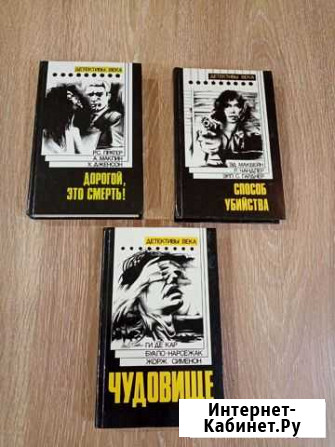 ДЕТЕКТИВЫ ВЕКА
Р.С. ПРАТЕР
А. МАКЛИН
К. ДЖЕНСОН
ДОРОГОЙ,
ЭТО СМЕРТЬ!
ДЕТЕКТИВЫ ВЕКА
ЭД. МАКБЕЙН
Р. ЧАНДЛЕР
ЭРЛ С. ГАРДНЕР
СПОСОБ
УБИЙСТВА
ДЕТЕКТИВЫ ВЕКА
ГИ ДЕ КАР
БУАЛО-НАРСЕЖАК
ЖОРЖ СИМЕНОН
ЧУДОВИЩЕ
Интернет-
Кабинет.Ру